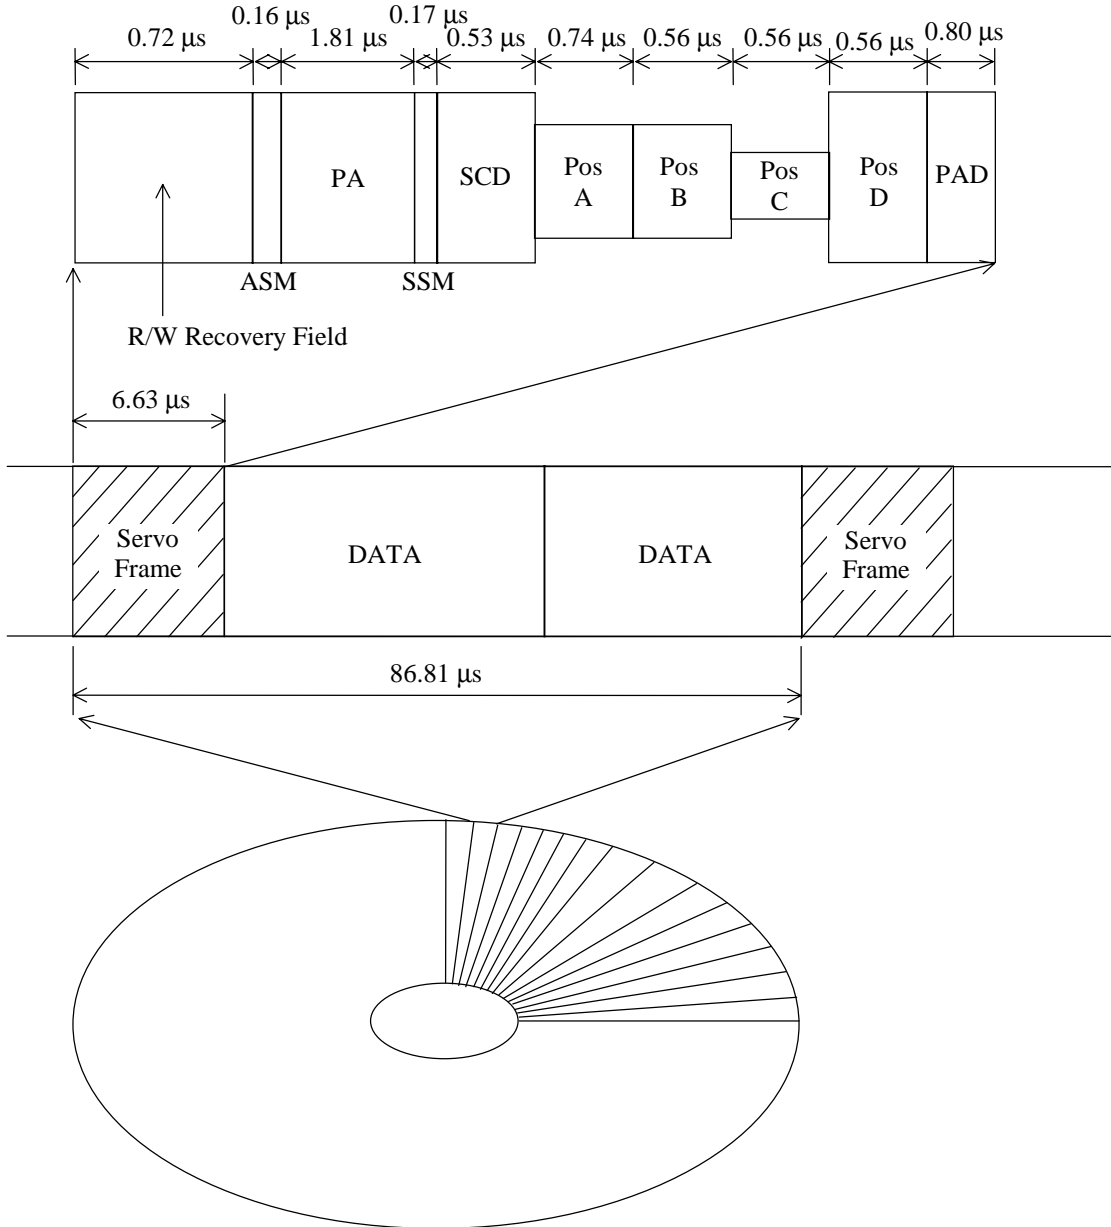 0.16 μs 0.17 μs
0.72 μs 1.81 μs 0.53 μs 0.74 μs 0.56 μs 0.56 μs 0.56 μs 0.80 μs
PA SCD Pos A Pos B Pos C Pos D PAD
ASM SSM
R/W Recovery Field
6.63 μs
Servo Frame DATA DATA Servo Frame
86.81 μs